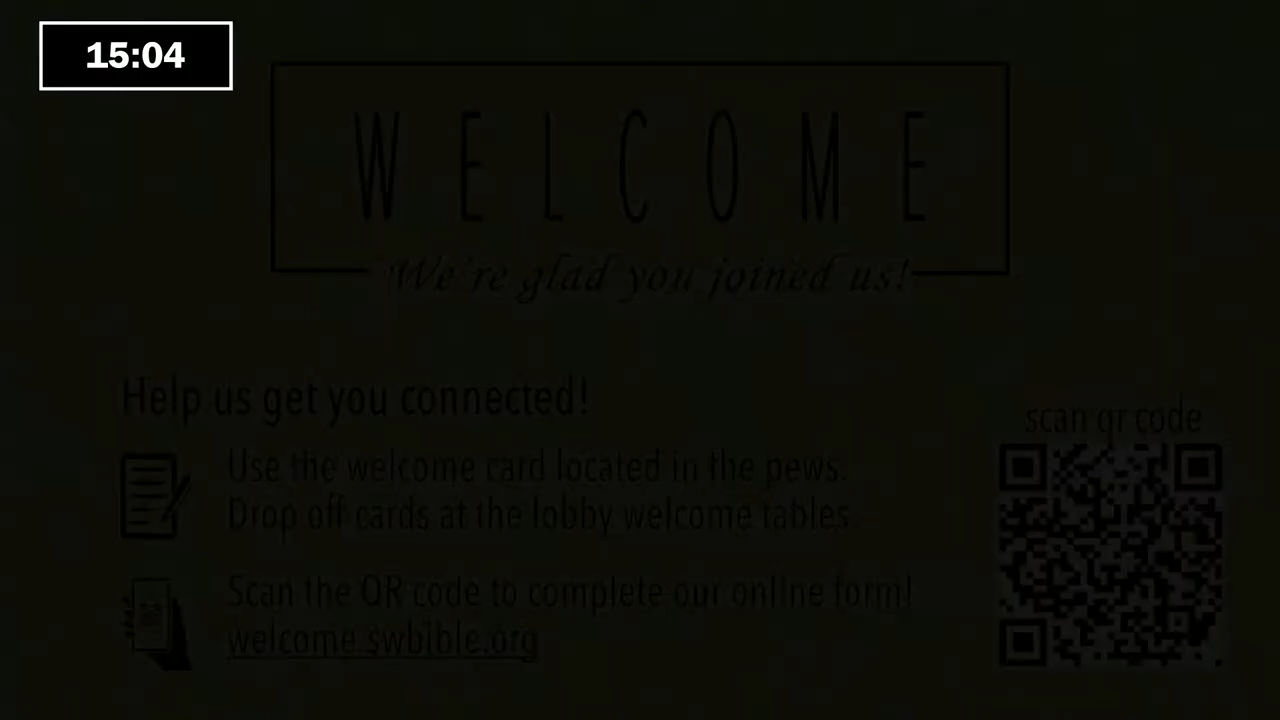 15:04
WELCOME
We're glad you joined us!
Help us get you connected!
scan qr code
Use the welcome card located in the pews.
Drop off cards at the lobby welcome tables.
Scan the QR code to complete our online form!
welcome.swbible.org